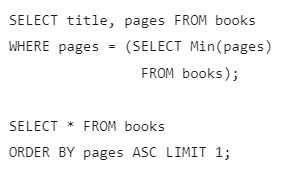 SELECT title, pages FROM books
WHERE pages = (SELECT Min(pages)
FROM books);
SELECT * FROM books
ORDER BY pages ASC LIMIT 1;